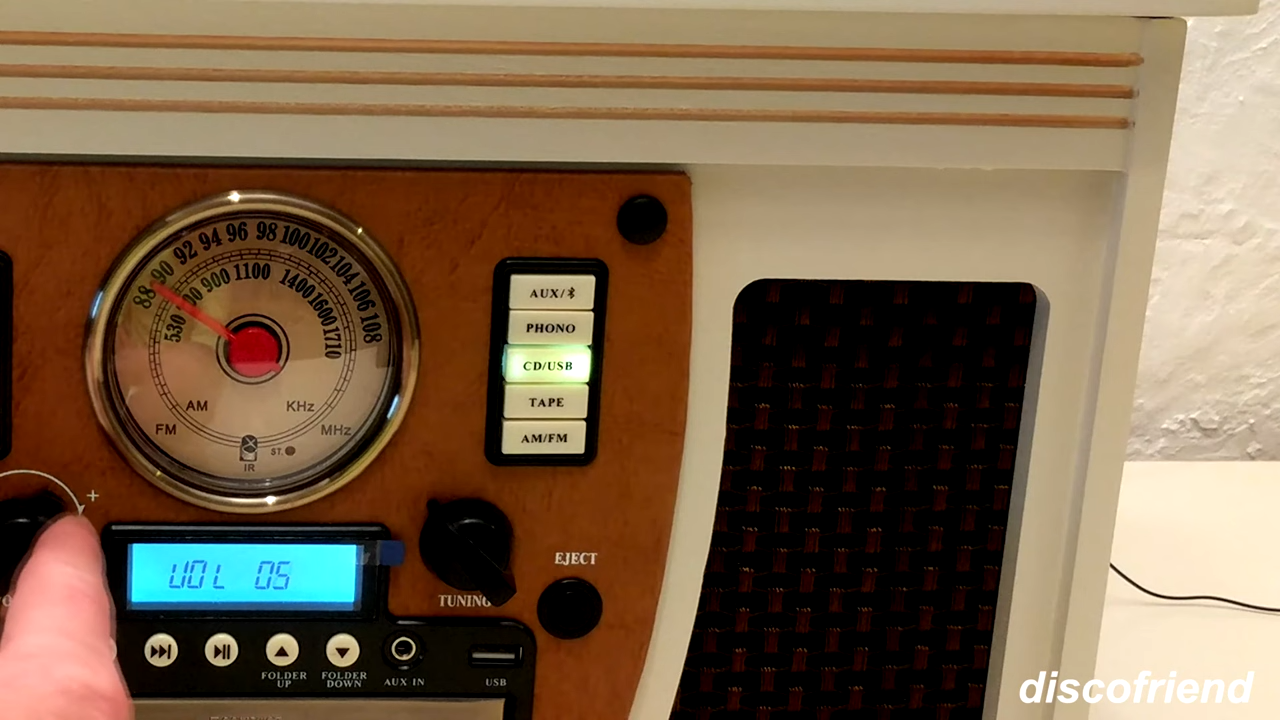 88 90 92 94 96 98 100 102 104 106 108
530 900 1100 1400 1600 1710
AM KHz
FM MHz
ST.
IR
AUX/
PHONO
CD/USB
TAPE
AM/FM
+
VOL 05
TUNING
EJECT
FOLDER
UP
FOLDER
DOWN
AUX IN
USB
discofriend